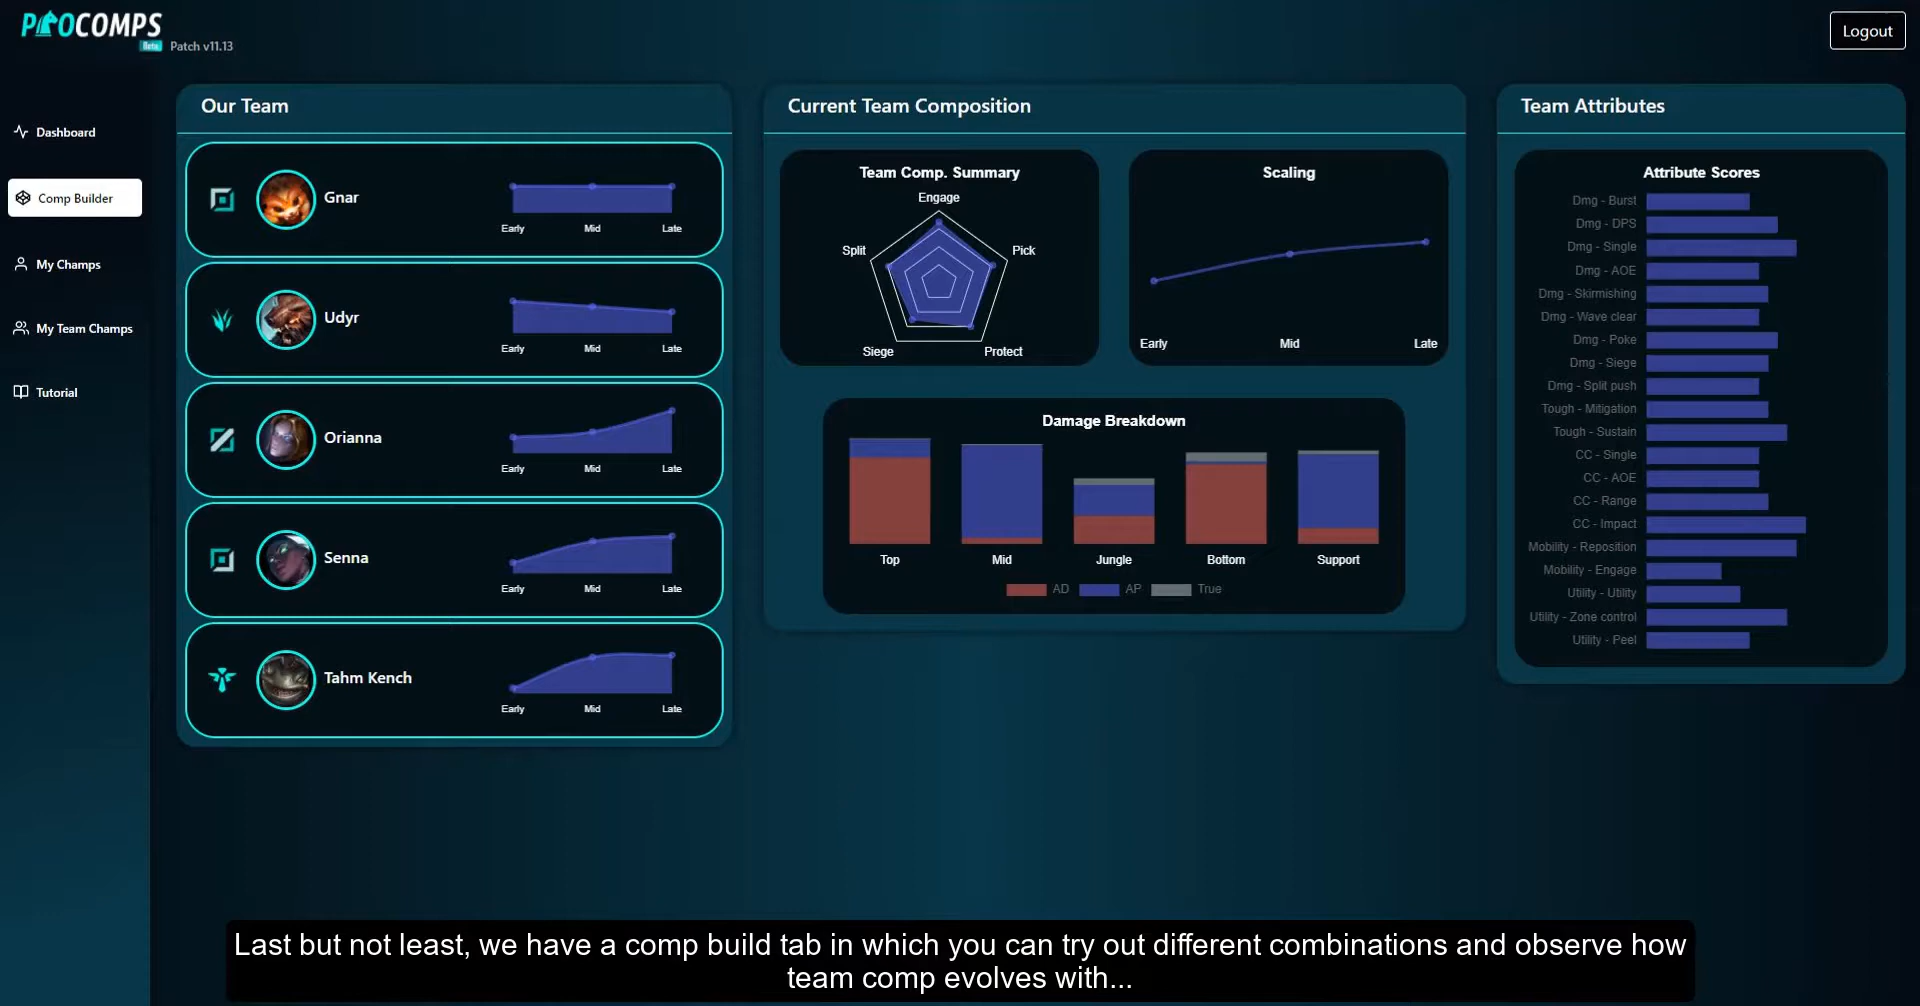 PROCOMPS
Beta
Patch v11.13
Logout
Dashboard
Comp Builder
My Champs
My Team Champs
Tutorial
Our Team
Gnar
Early Mid Late
Udyr
Early Mid Late
Orianna
Early Mid Late
Senna
Early Mid Late
Tahm Kench
Early Mid Late
Current Team Composition
Team Comp. Summary
Engage
Split
Pick
Siege
Protect
Scaling
Early Mid Late
Damage Breakdown
Top Mid Jungle Bottom Support
AD AP True
Team Attributes
Attribute Scores
Dmg - Burst
Dmg - DPS
Dmg - Single
Dmg - AOE
Dmg - Skirmishing
Dmg - Wave clear
Dmg - Poke
Dmg - Siege
Dmg - Split push
Tough - Mitigation
Tough - Sustain
CC - Single
CC - AOE
CC - Range
CC - Impact
Mobility - Reposition
Mobility - Engage
Utility - Utility
Utility - Zone control
Utility - Peel
Last but not least, we have a comp build tab in which you can try out different combinations and observe how
team comp evolves with...